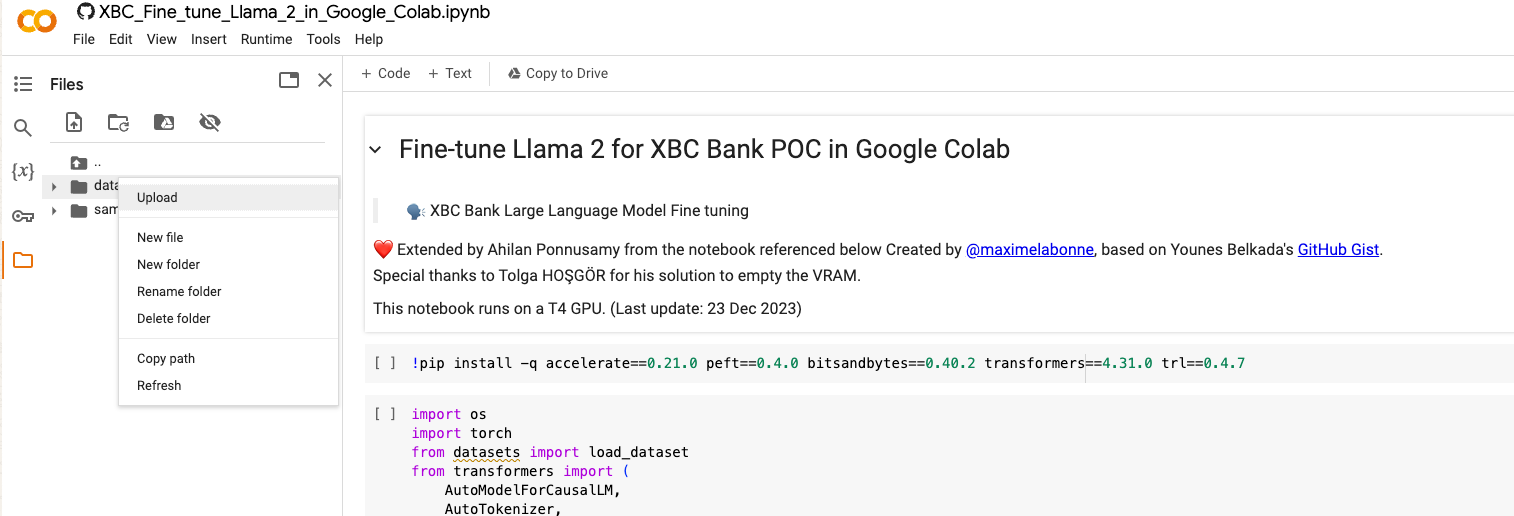 XBC_Fine_tune_Llama_2_in_Google_Colab.ipynb
File Edit View Insert Runtime Tools Help
Files
+ Code + Text Copy to Drive
..
data
sam
Upload
New file
New folder
Rename folder
Delete folder
Copy path
Refresh
{x}
Fine-tune Llama 2 for XBC Bank POC in Google Colab
🗣️ XBC Bank Large Language Model Fine tuning
❤️ Extended by Ahilan Ponnusamy from the notebook referenced below Created by @maximelabonne, based on Younes Belkada's GitHub Gist.
Special thanks to Tolga HOŞGÖR for his solution to empty the VRAM.
This notebook runs on a T4 GPU. (Last update: 23 Dec 2023)
[ ] !pip install -q accelerate==0.21.0 peft==0.4.0 bitsandbytes==0.40.2 transformers==4.31.0 trl==0.4.7
[ ] import os
import torch
from datasets import load_dataset
from transformers import (
AutoModelForCausalLM,
AutoTokenizer,